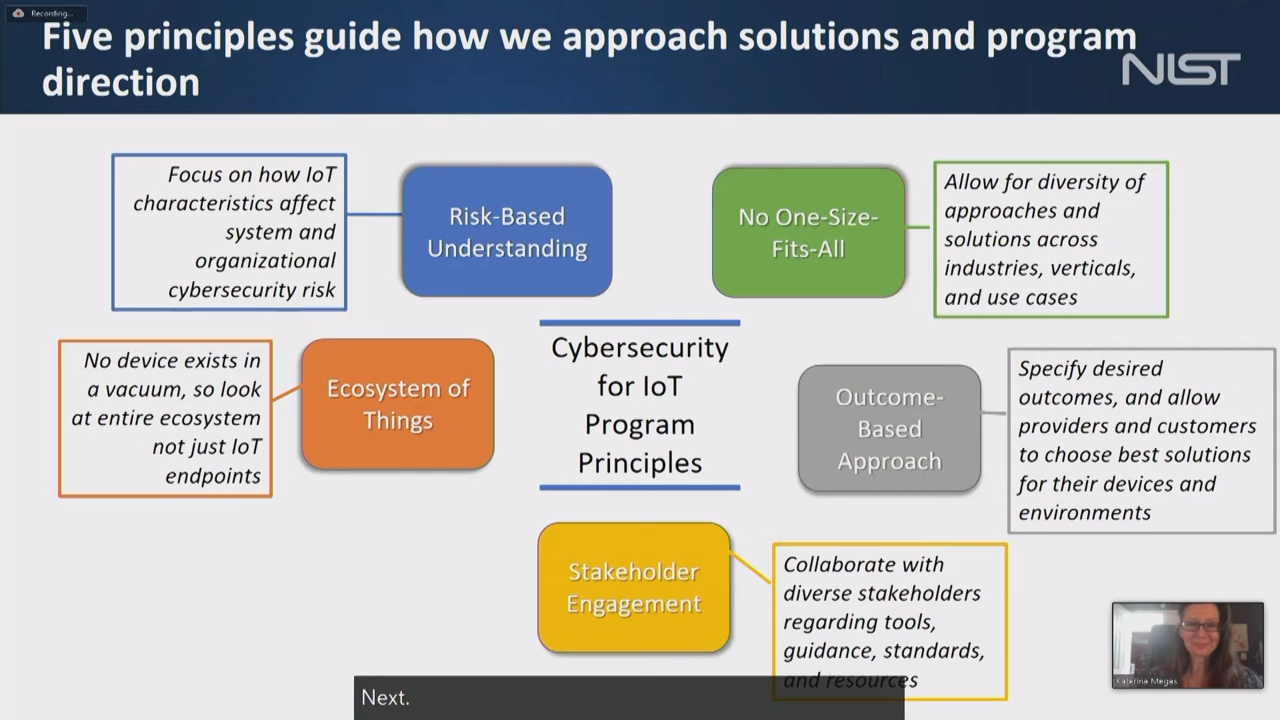 Recording...
Five principles guide how we approach solutions and program
direction
NIST
Focus on how IoT
characteristics affect
system and
organizational
cybersecurity risk
Risk-Based
Understanding
No One-Size-
Fits-All
Allow for diversity of
approaches and
solutions across
industries, verticals,
and use cases
No device exists in
a vacuum, so look
at entire ecosystem
not just IoT
endpoints
Ecosystem of
Things
Cybersecurity
for IoT
Program
Principles
Outcome-
Based
Approach
Specify desired
outcomes, and allow
providers and customers
to choose best solutions
for their devices and
environments
Stakeholder
Engagement
Collaborate with
diverse stakeholders
regarding tools,
guidance, standards,
and resources
Next.
Katerina Megas